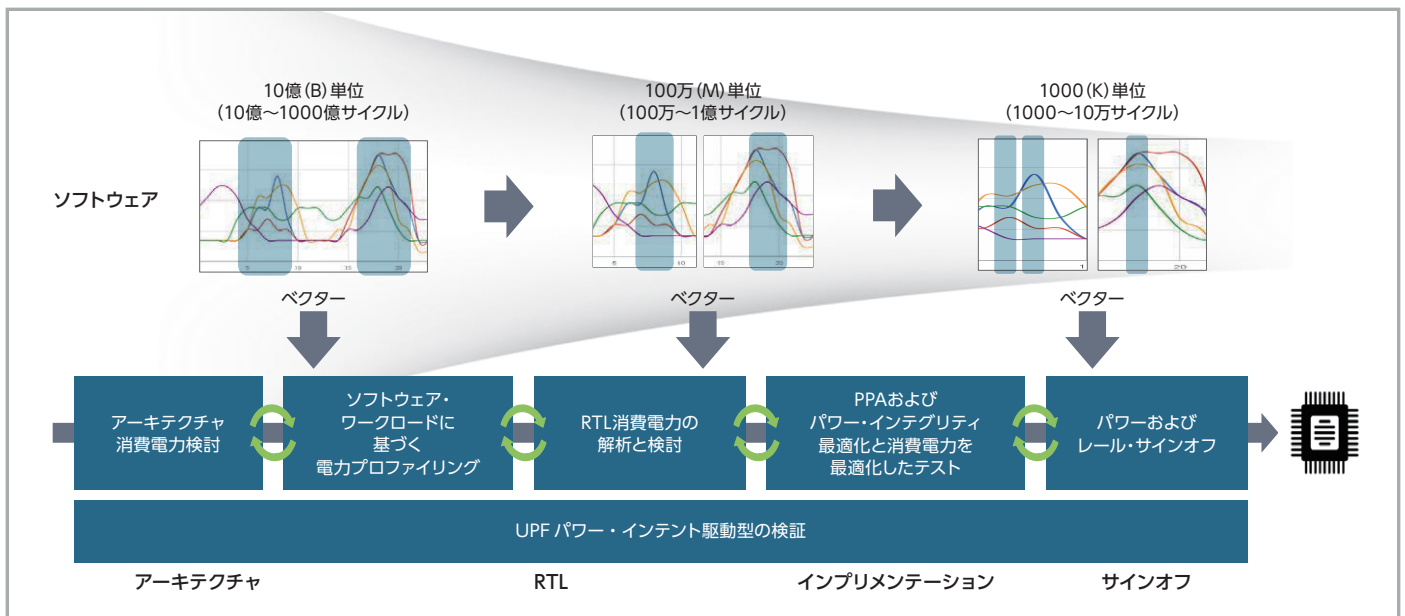 10億(B)単位
(10億～1000億サイクル)
100万(M)単位
(100万～1億サイクル)
1000(K)単位
(1000～10万サイクル)
ソフトウェア
5 10 15 20
5 10
15 20
1
20
ベクター
ベクター
ベクター
アーキテクチャ
消費電力検討
ソフトウェア・
ワークロードに
基づく
電力プロファイリング
RTL消費電力の
解析と検討
PPAおよび
パワー・インテグリティ
最適化と消費電力を
最適化したテスト
パワーおよび
レール・サインオフ
UPF パワー・インテント駆動型の検証
アーキテクチャ
RTL
インプリメンテーション
サインオフ